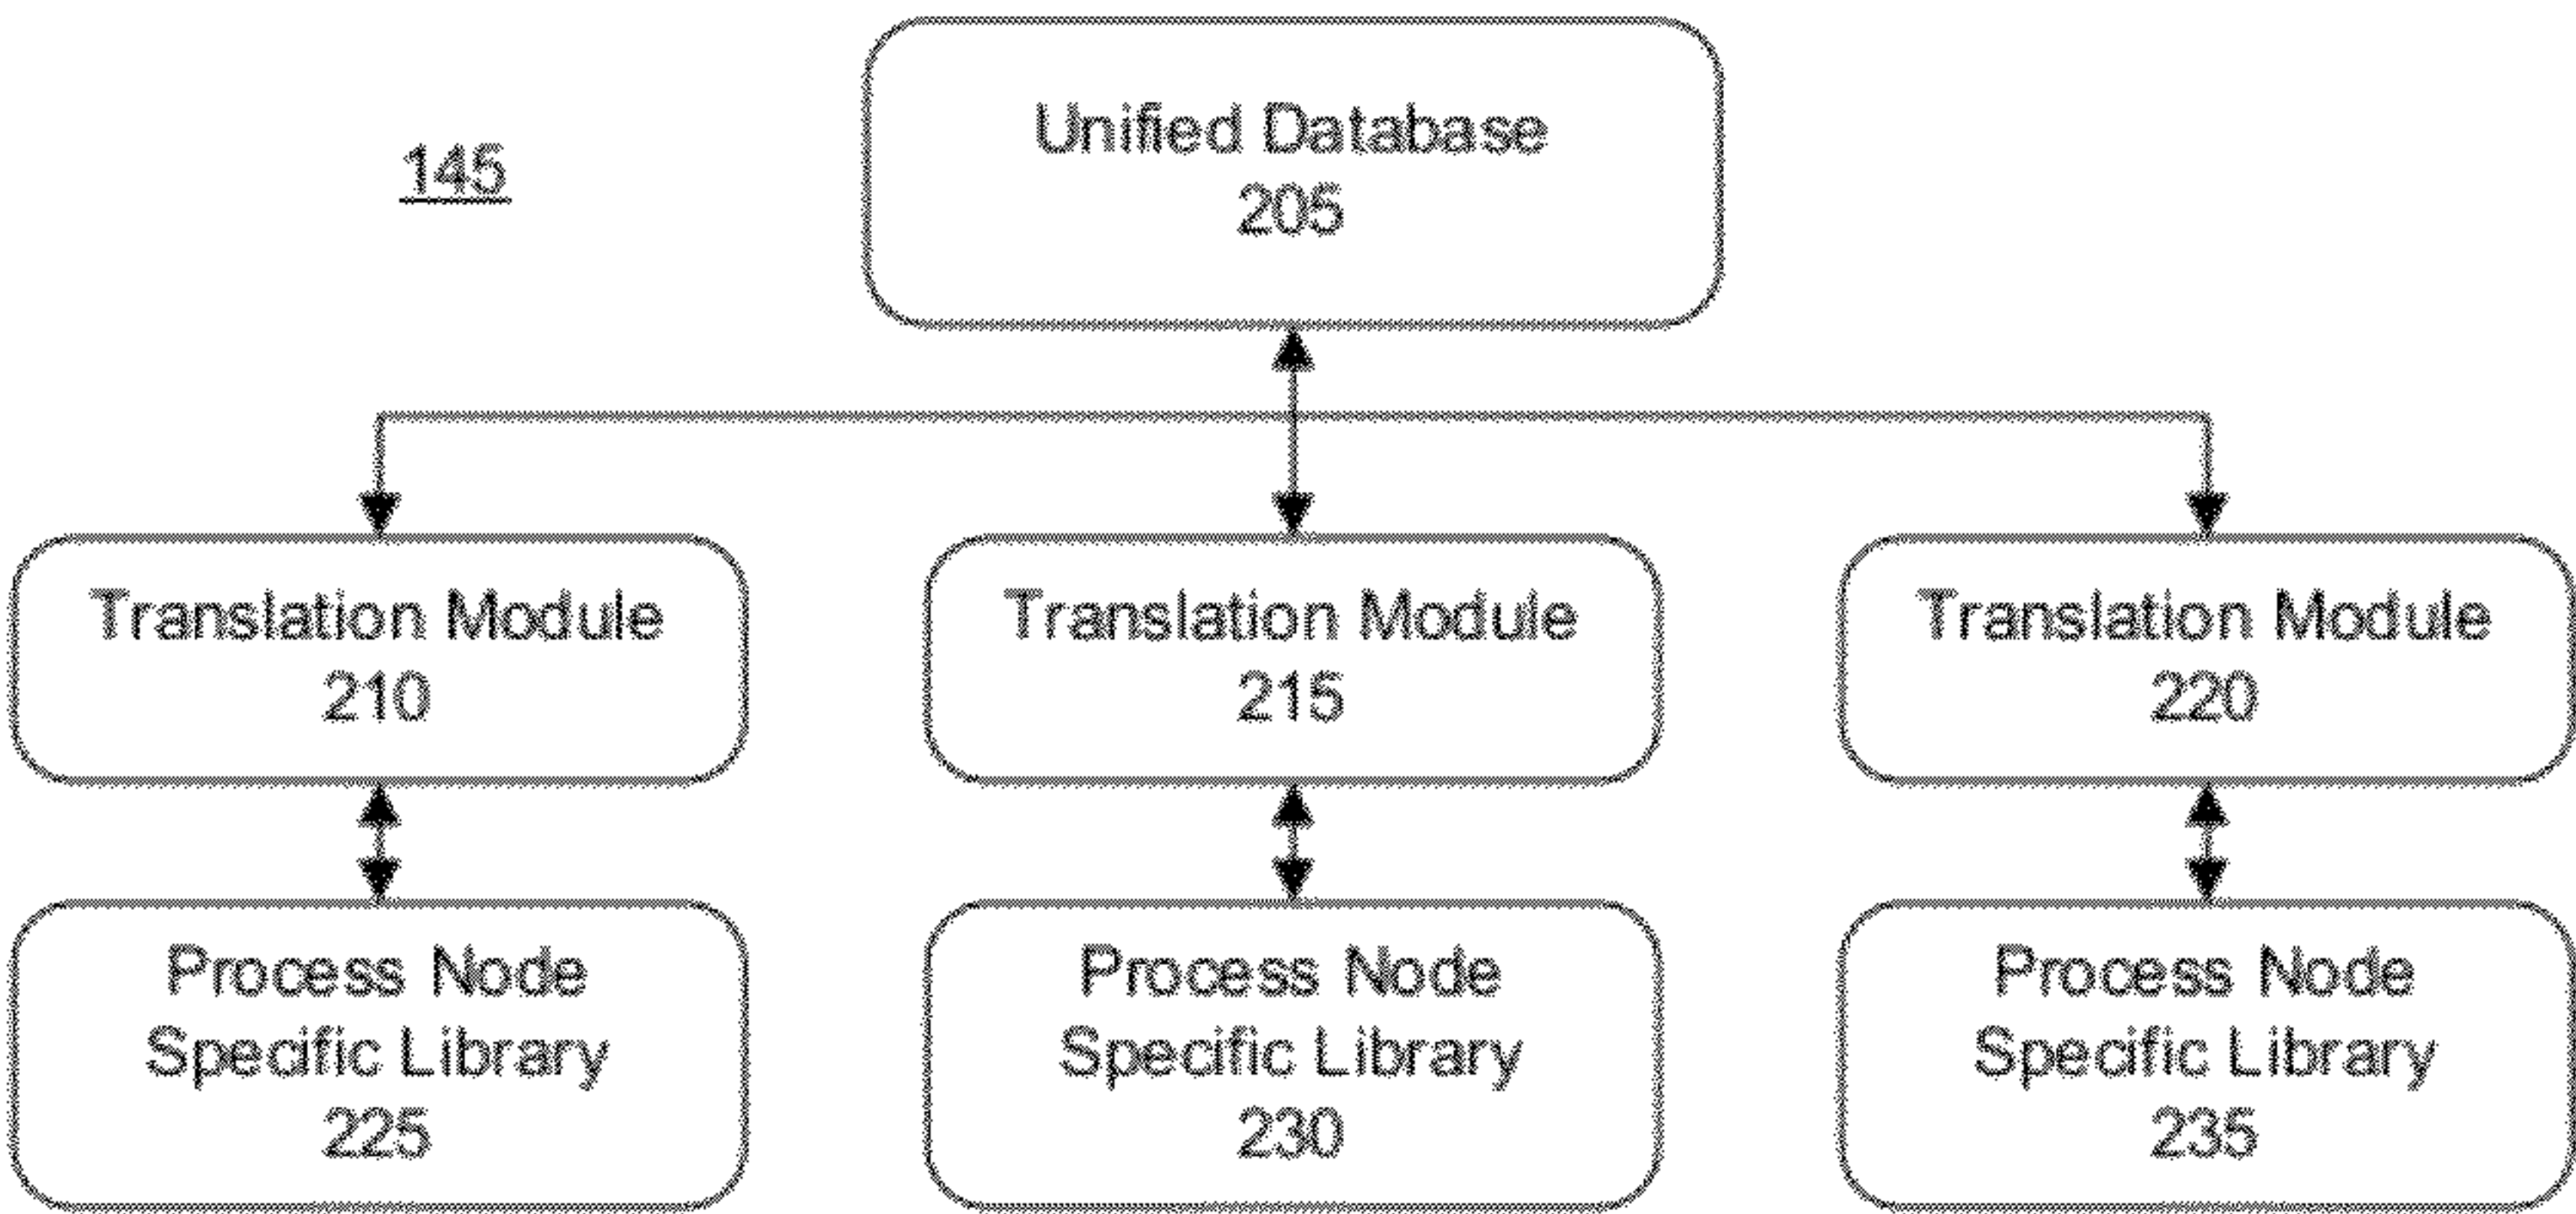 145
Unified Database
205
Translation Module
210
Translation Module
215
Translation Module
220
Process Node
Specific Library
225
Process Node
Specific Library
230
Process Node
Specific Library
235